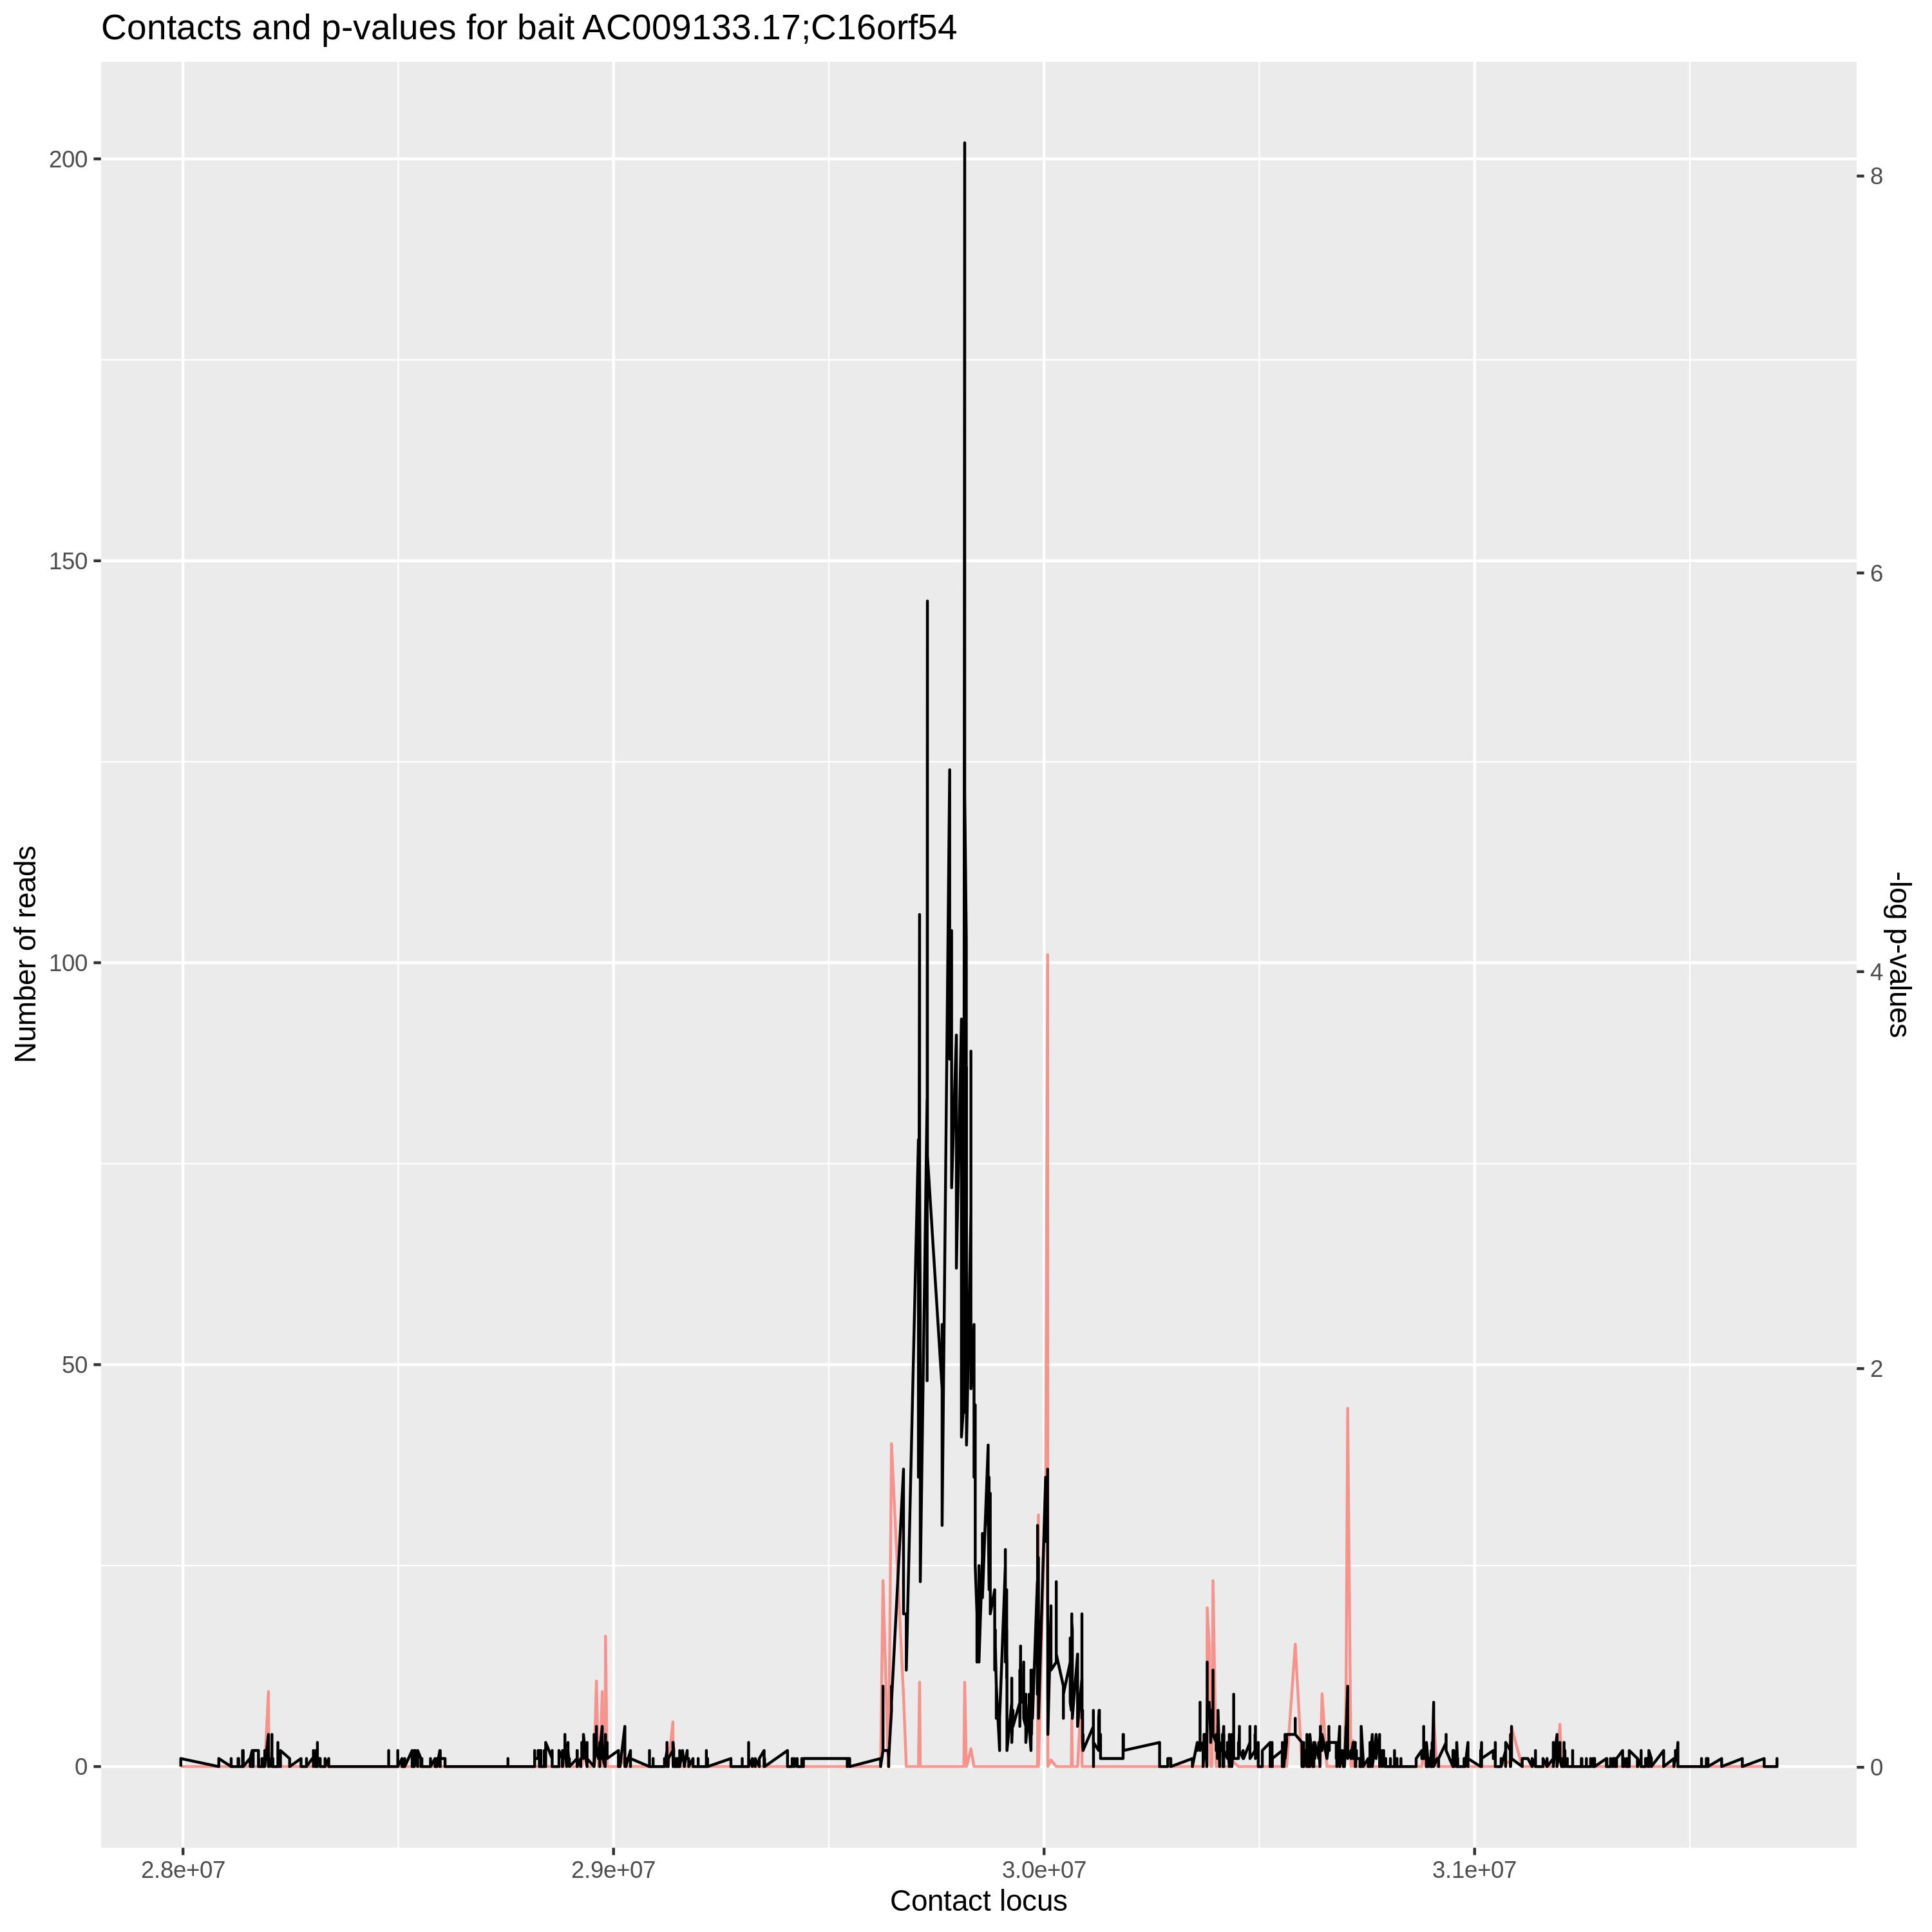 Contacts and p-values for bait AC009133.17;C16orf54
200
150
100
50
0
Number of reads
8
6
4
2
0
-log p-values
2.8e+07
2.9e+07
3.0e+07
3.1e+07
Contact locus